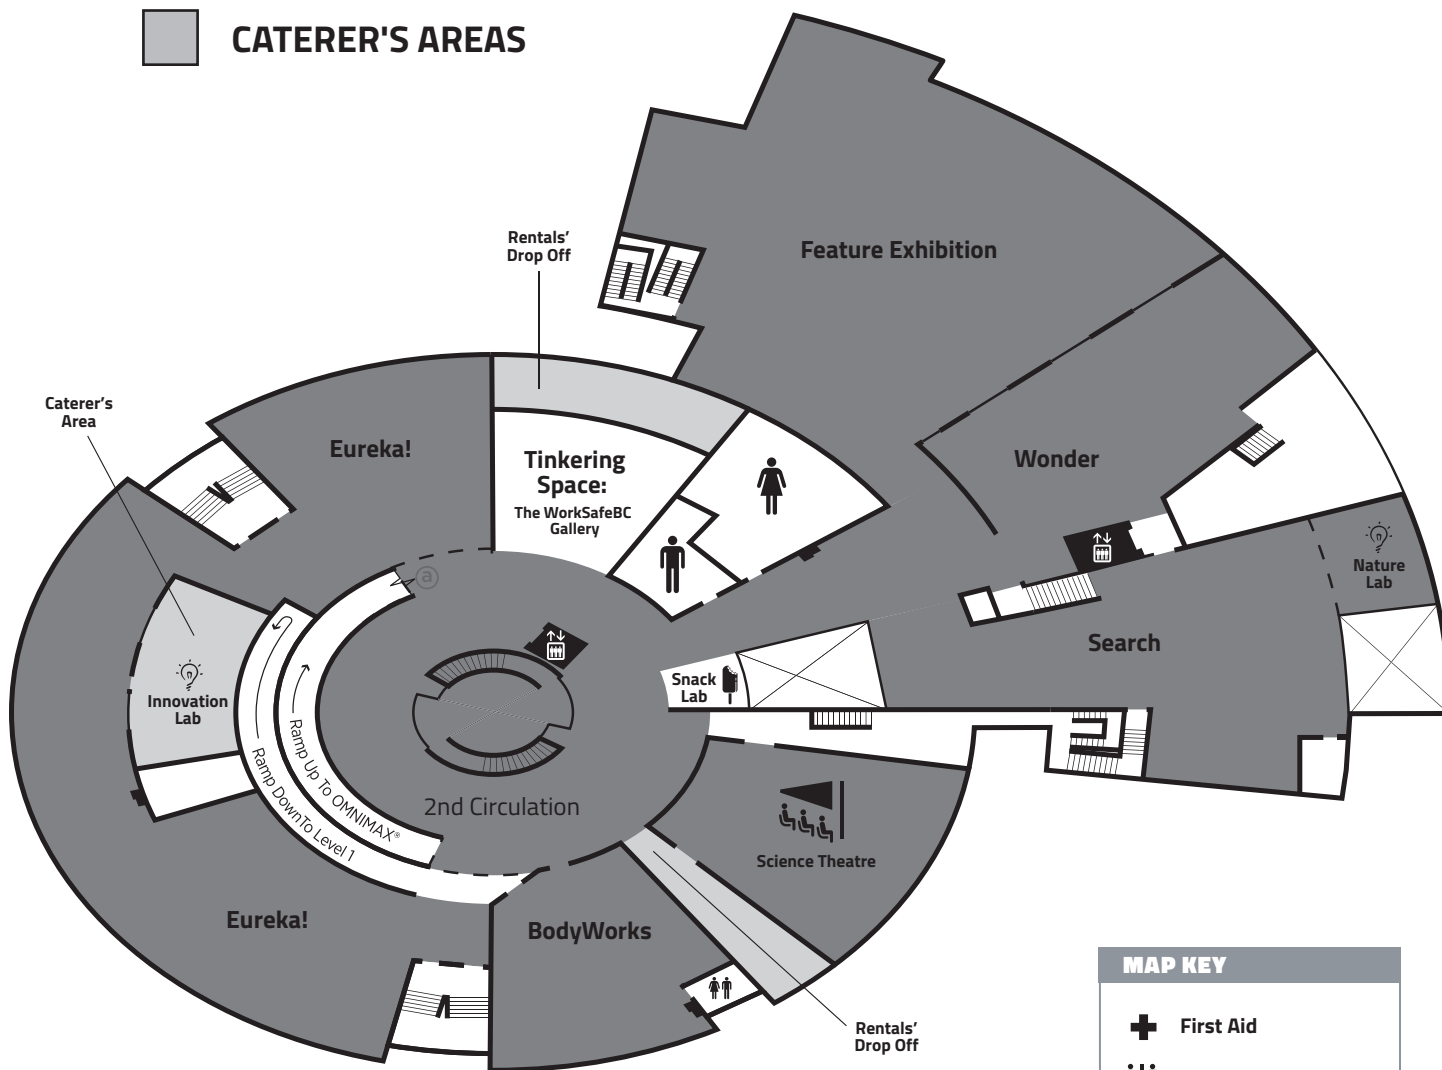 CATERER'S AREAS
Rentals'
Drop Off
Feature Exhibition
Caterer's
Area
Eureka!
Tinkering
Space:
The WorkSafeBC
Gallery
Wonder
Nature
Lab
a
Search
Snack
Lab
Innovation
Lab
Ramp Up To OMNIMAX®
Ramp DownTo Level 1
2nd Circulation
Science Theatre
Eureka!
BodyWorks
Rentals'
Drop Off
MAP KEY
First Aid